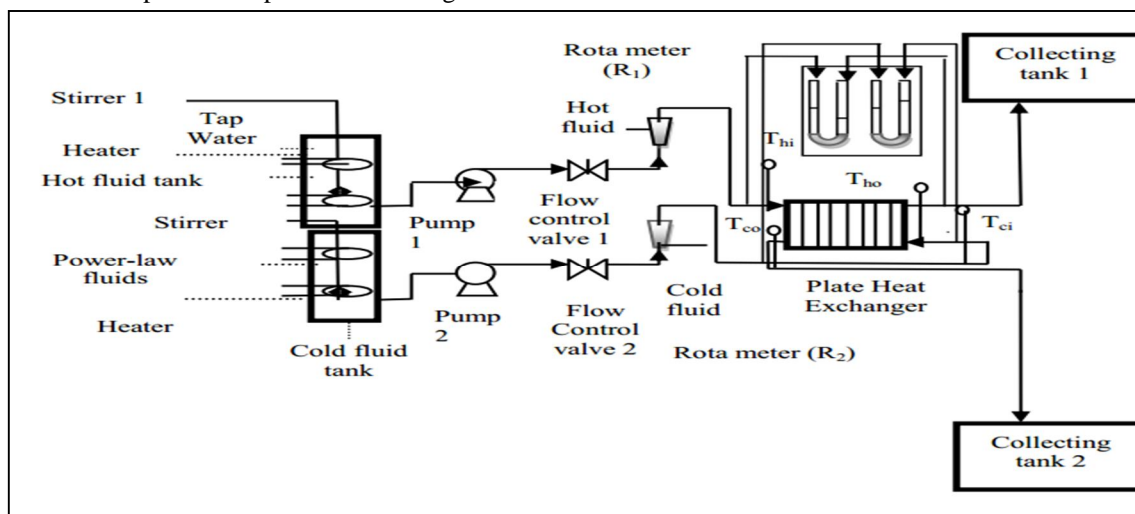 Rota meter
(R1)
Collecting
tank 1
Stirrer 1
Tap
Water
Hot
fluid
Heater
Thi
Hot fluid tank
Tho
Stirrer
Pump
1
Flow
control
valve 1
Tco
Tci
Power-law
fluids
Heater
Pump
2
Cold
fluid
Plate Heat
Exchanger
Flow
Control
valve 2
Cold fluid
tank
Rota meter (R2)
Collecting
tank 2